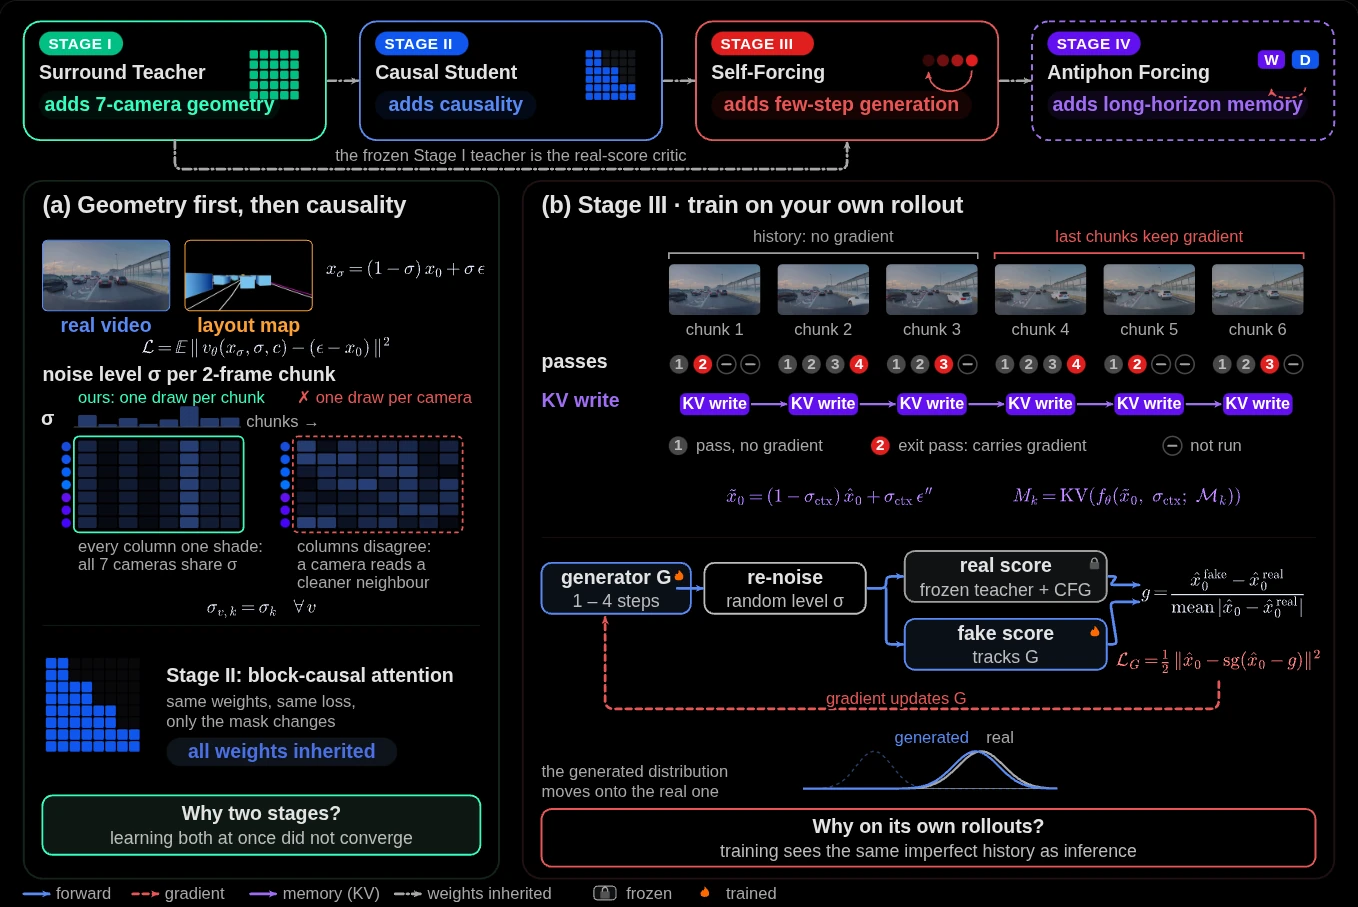 STAGE I
Surround Teacher
adds 7-camera geometry
STAGE II
Causal Student
adds causality
STAGE III
Self-Forcing
adds few-step generation
STAGE IV
W D
Antiphon Forcing
adds long-horizon memory
the frozen Stage I teacher is the real-score critic
(a) Geometry first, then causality
x_σ = (1 − σ) x_0 + σ ϵ
real video
layout map
ℒ = 𝔼 ‖ v_θ(x_σ, σ, c) − (ϵ − x_0) ‖²
noise level σ per 2-frame chunk
ours: one draw per chunk
✗ one draw per camera
σ
chunks →
every column one shade:
all 7 cameras share σ
columns disagree:
a camera reads a
cleaner neighbour
σ_{v,k} = σ_k ∀ v
Stage II: block-causal attention
same weights, same loss,
only the mask changes
all weights inherited
Why two stages?
learning both at once did not converge
(b) Stage III · train on your own rollout
history: no gradient
last chunks keep gradient
chunk 1 chunk 2 chunk 3 chunk 4 chunk 5 chunk 6
passes 1 2 − − 1 2 3 4 1 2 3 − 1 2 3 4 1 2 − − 1 2 3 −
KV write KV write KV write KV write KV write KV write KV write
1 pass, no gradient
2 exit pass: carries gradient
− not run
x̃_0 = (1 − σ_ctx) x̂_0 + σ_ctx ϵ″
M_k = KV(f_θ(x̃_0, σ_ctx; ℳ_k))
generator G
1 – 4 steps
re-noise
random level σ
real score
frozen teacher + CFG
fake score
tracks G
g = (x̂_0^fake − x̂_0^real) / (mean |x̂_0 − x̂_0^real|)
ℒ_G = ½ ‖x̂_0 − sg(x̂_0 − g)‖²
gradient updates G
generated real
the generated distribution
moves onto the real one
Why on its own rollouts?
training sees the same imperfect history as inference
forward gradient memory (KV) weights inherited frozen trained